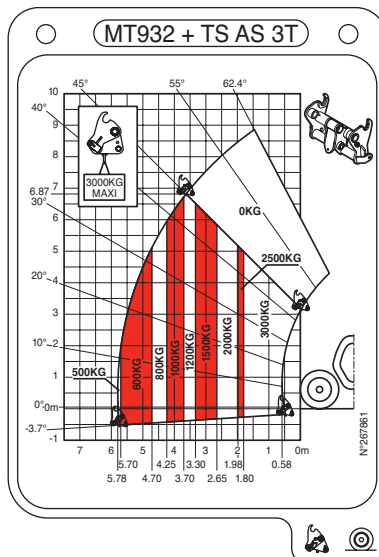 MT932 + TS AS 3T
45°
55°
62.4°
10
40°
9
8
3000KG
MAXI
7
6.87
30°
6
0KG
5
2500KG
20°
4
3
10°
2
500KG
600KG
800KG
1000KG
1200KG
1500KG
2000KG
3000KG
1
0°
0m
-3.7°
-1
7
6
5
4
3
2
1
0m
5.70
4.25
3.30
1.98
0.58
5.78
4.70
3.70
2.65
1.80
N°267861